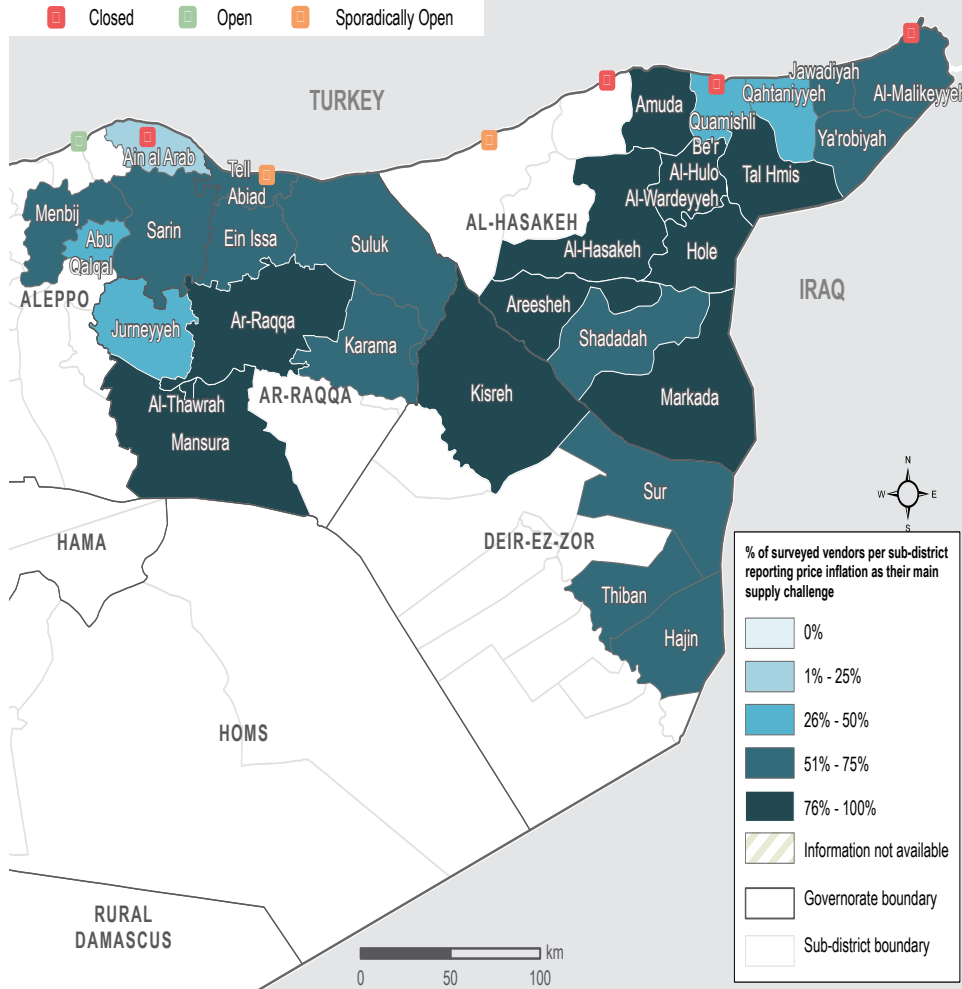 Closed
Open
Sporadically Open
TURKEY
Jawadiyah
Qahtaniyyeh
Al-Malikeyyeh
Amuda
Quamishli
Ya'robiyah
Be'r
Al-Hulo
Al-Wardeyyeh
Tal Hmis
Ain al Arab
Tell
Abiad
Menbij
Sarin
Ein Issa
Suluk
AL-HASAKEH
Al-Hasakeh
Hole
Abu
Qalqal
ALEPPO
IRAQ
Areesheh
Jurneyyeh
Ar-Raqqa
Karama
Shadadah
AR-RAQQA
Kisreh
Markada
Al-Thawrah
Mansura
Sur
N
W
E
S
HAMA
DEIR-EZ-ZOR
Thiban
Hajin
HOMS
RURAL
DAMASCUS
% of surveyed vendors per sub-district
reporting price inflation as their main
supply challenge
0%
1% - 25%
26% - 50%
51% - 75%
76% - 100%
Information not available
Governorate boundary
Sub-district boundary
km
0
50
100